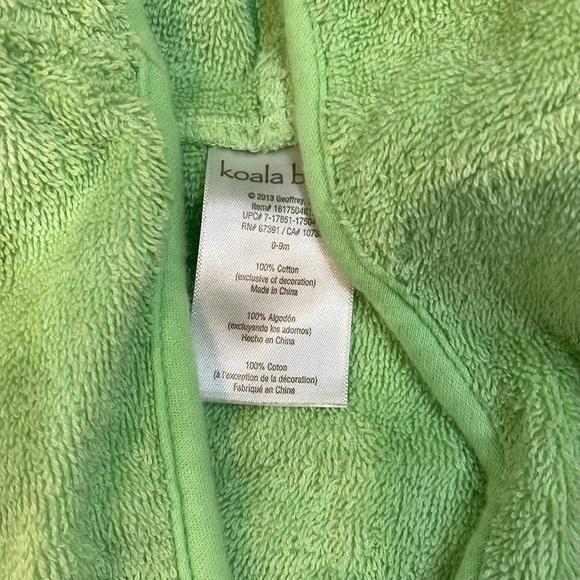 koala b
© 2013 Geoffrey,
Item# 1617504K
UPC# 7-17851-1750
RN# 67391 / CA# 1073
0-9m
100% Cotton
(exclusive of decoration)
Made in China
100% Algodón
(excluyendo los adornos)
Hecho en China
100% Coton
(à l'exception de la décoration)
Fabriqué en Chine